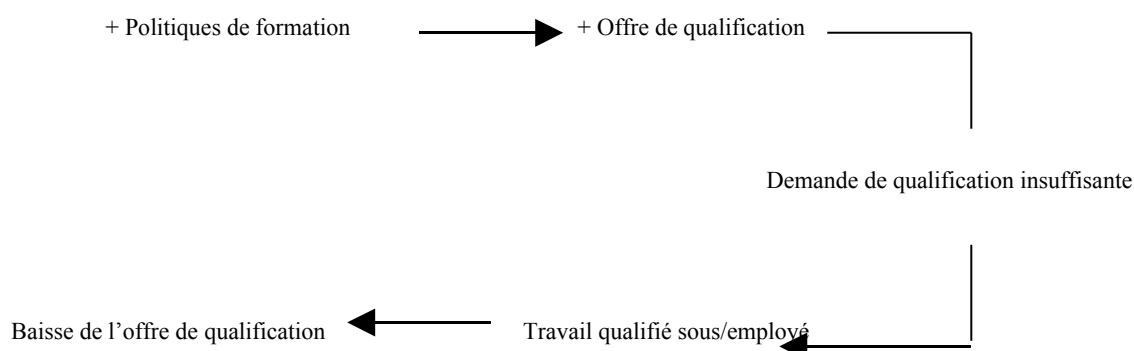 + Politiques de formation
+ Offre de qualification
Demande de qualification insuffisante
Travail qualifié sous/employé
Baisse de l’offre de qualification